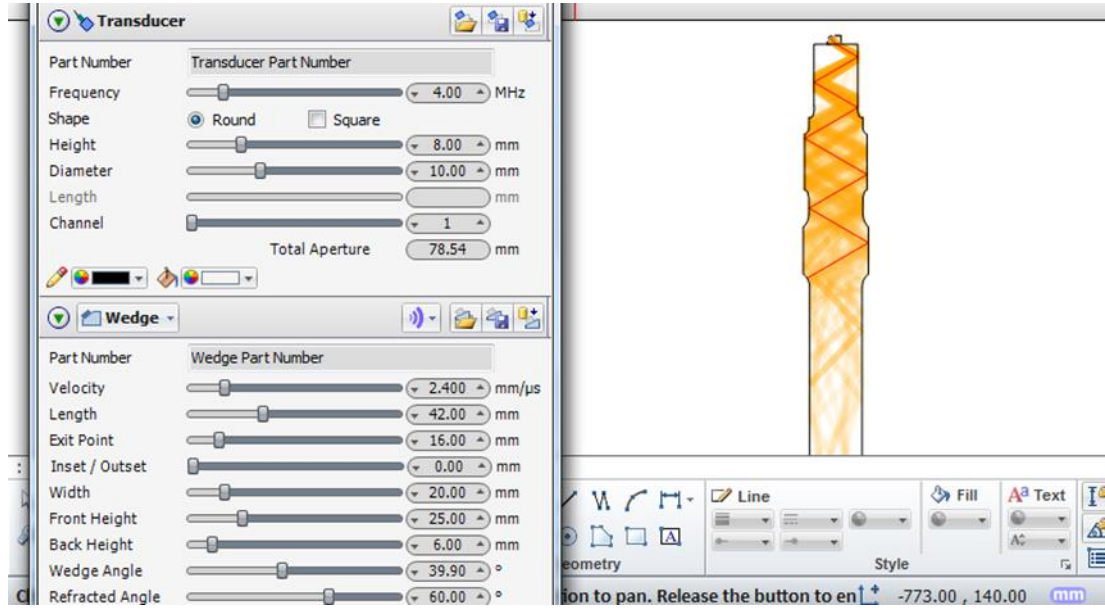 Transducer
Part Number Transducer Part Number
Frequency 4.00 MHz
Shape Round Square
Height 8.00 mm
Diameter 10.00 mm
Length mm
Channel 1
Total Aperture 78.54 mm
Wedge
Part Number Wedge Part Number
Velocity 2.400 mm/µs
Length 42.00 mm
Exit Point 16.00 mm
Inset / Outset 0.00 mm
Width 20.00 mm
Front Height 25.00 mm
Back Height 6.00 mm
Wedge Angle 39.90 °
Refracted Angle 60.00 °
Line
Fill
Aa Text
eometry
Style
ion to pan. Release the button to en
-773.00 , 140.00 mm